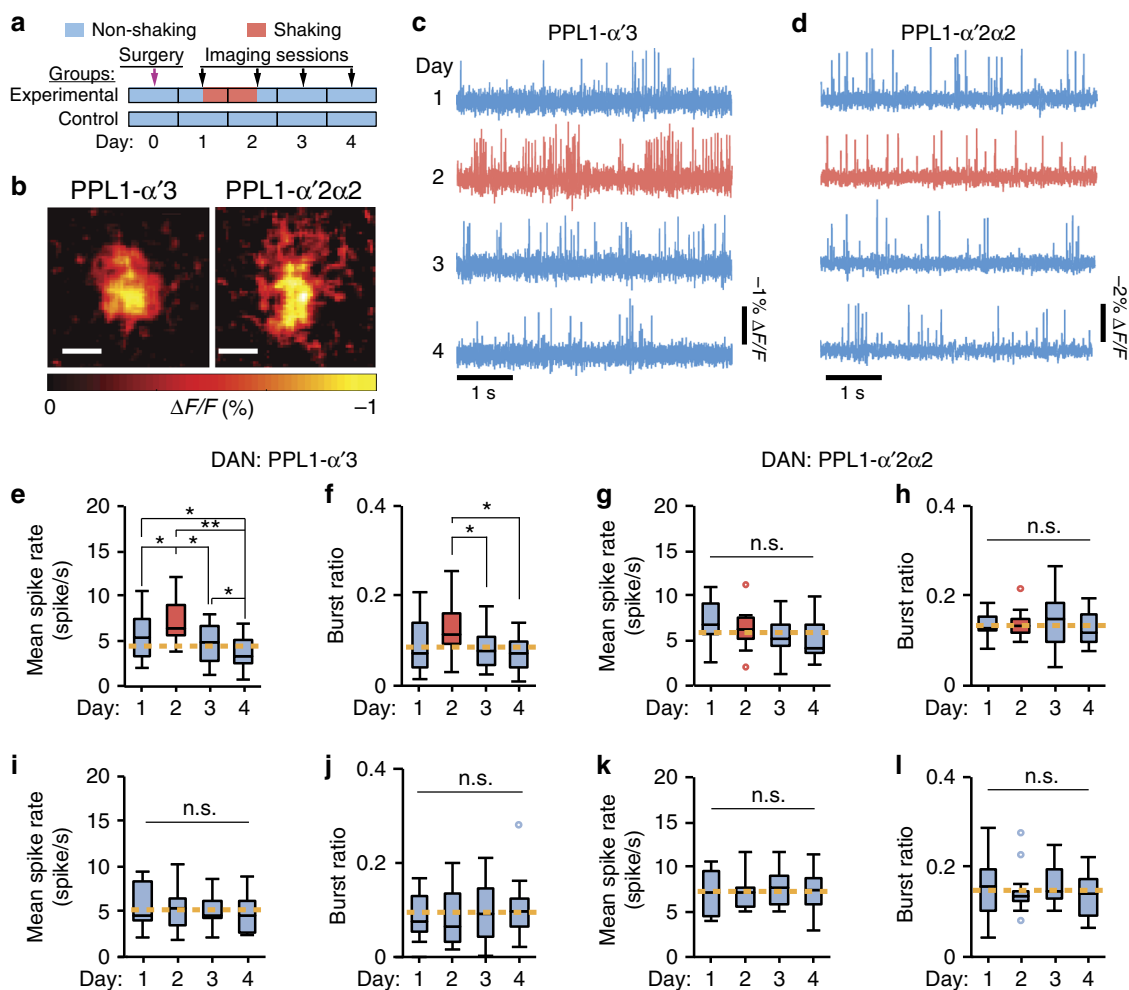 a
Non-shaking
Shaking
Surgery
Imaging sessions
Groups:
Experimental
Control
Day: 0 1 2 3 4
b
PPL1-α′3
PPL1-α′2α2
0
ΔF/F (%)
−1
c
PPL1-α′3
Day
1
2
3
4
−1% ΔF/F
1 s
d
PPL1-α′2α2
−2% ΔF/F
1 s
DAN: PPL1-α′3
DAN: PPL1-α′2α2
e
Mean spike rate
(spike/s)
20
15
10
5
0
*
**
* *
*
Day: 1 2 3 4
f
Burst ratio
0.4
0.2
0
*
*
Day: 1 2 3 4
g
Mean spike rate
(spike/s)
20
15
10
5
0
n.s.
Day: 1 2 3 4
h
Burst ratio
0.4
0.2
0
n.s.
Day: 1 2 3 4
i
Mean spike rate
(spike/s)
20
15
10
5
0
n.s.
Day: 1 2 3 4
j
Burst ratio
0.4
0.2
0
n.s.
Day: 1 2 3 4
k
Mean spike rate
(spike/s)
20
15
10
5
0
n.s.
Day: 1 2 3 4
l
Burst ratio
0.4
0.2
0
n.s.
Day: 1 2 3 4